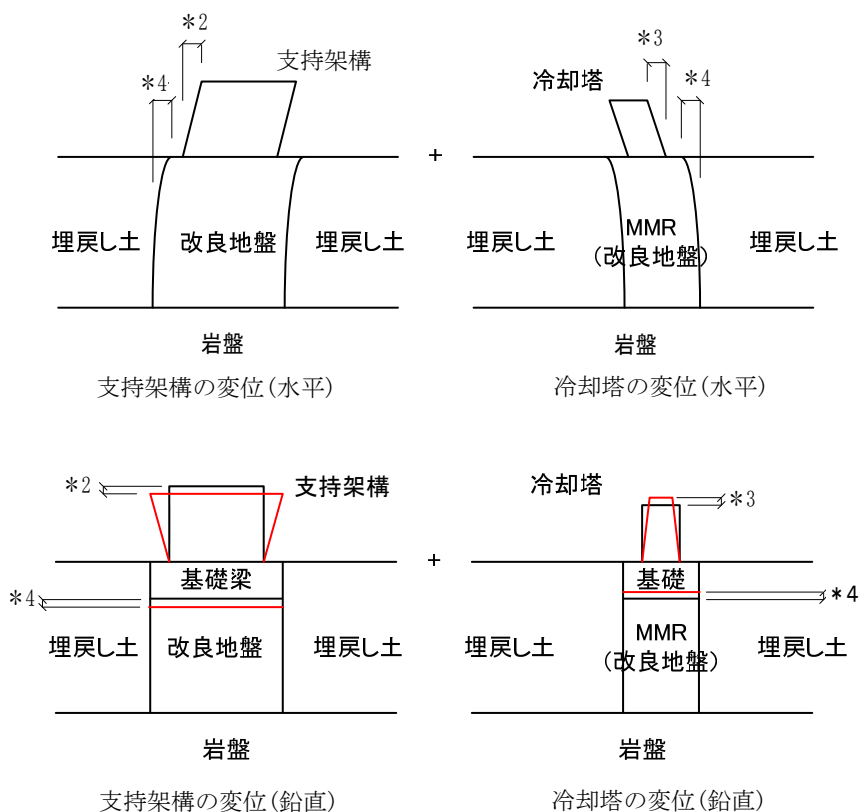 *2
支持架構
*4
埋戻し土
改良地盤
埋戻し土
岩盤
支持架構の変位(水平)
+
*3
冷却塔
*4
埋戻し土
MMR
(改良地盤)
埋戻し土
岩盤
冷却塔の変位(水平)
*2
支持架構
基礎梁
*4
埋戻し土
改良地盤
埋戻し土
岩盤
支持架構の変位(鉛直)
+
冷却塔
*3
基礎
*4
埋戻し土
MMR
(改良地盤)
埋戻し土
岩盤
冷却塔の変位(鉛直)